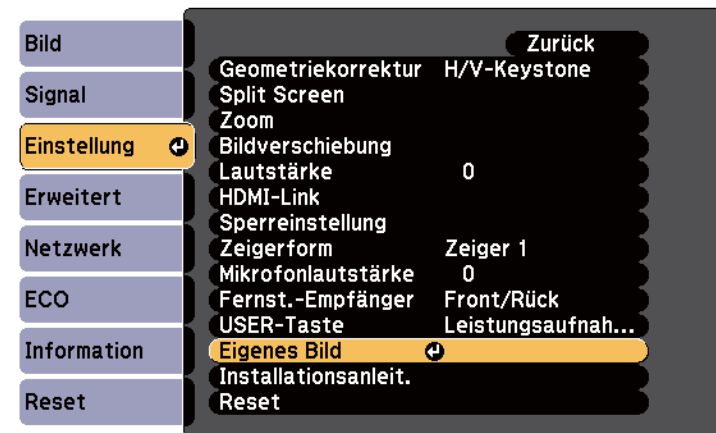 Bild
Signal
Einstellung
Erweitert
Netzwerk
ECO
Information
Reset
Zurück
Geometriekorrektur H/V-Keystone
Split Screen
Zoom
Bildverschiebung
Lautstärke 0
HDMI-Link
Sperreinstellung
Zeigerform Zeiger 1
Mikrofonlautstärke 0
Fernst.-Empfänger Front/Rück
USER-Taste Leistungsaufnah...
Eigenes Bild
Installationsanleit.
Reset